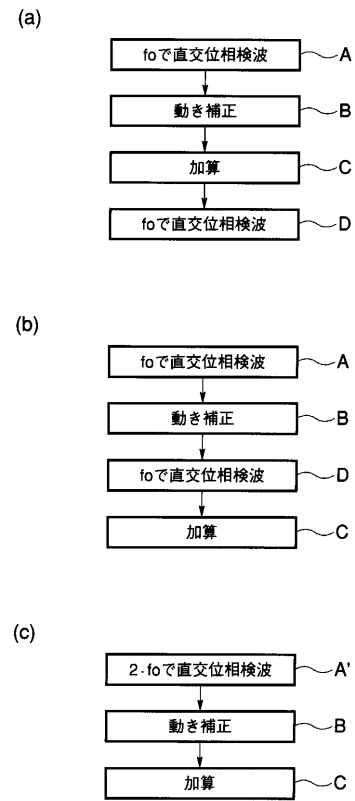 (a)
foで直交位相検波 A
動き補正 B
加算 C
foで直交位相検波 D
(b)
foで直交位相検波 A
動き補正 B
foで直交位相検波 D
加算 C
(c)
2·foで直交位相検波 A'
動き補正 B
加算 C